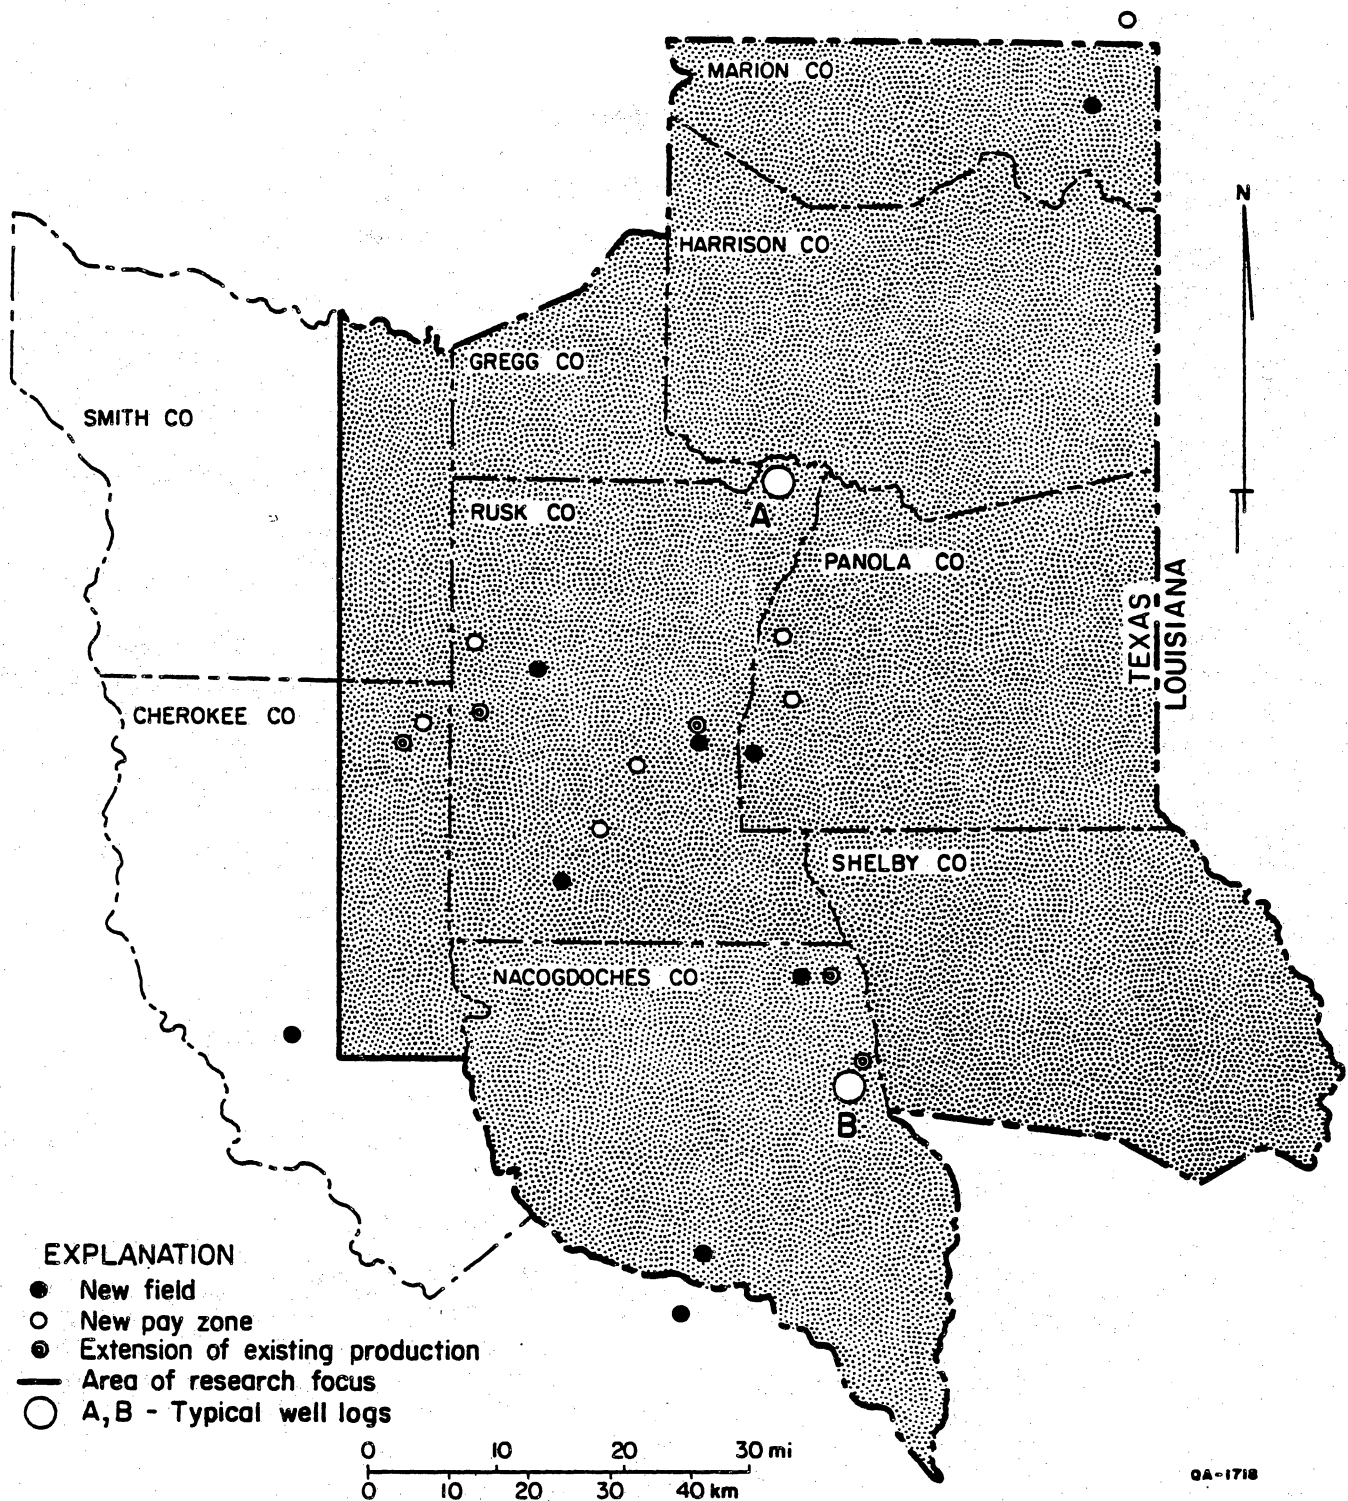 MARION CO
N
HARRISON CO
GREGG CO
SMITH CO
RUSK CO
A
PANOLA CO
TEXAS
LOUISIANA
CHEROKEE CO
SHELBY CO
NACOGDOCHES CO
B
EXPLANATION
New field
New pay zone
Extension of existing production
Area of research focus
A, B - Typical well logs
0 10 20 30 mi
0 10 20 30 40 km
QA-1718